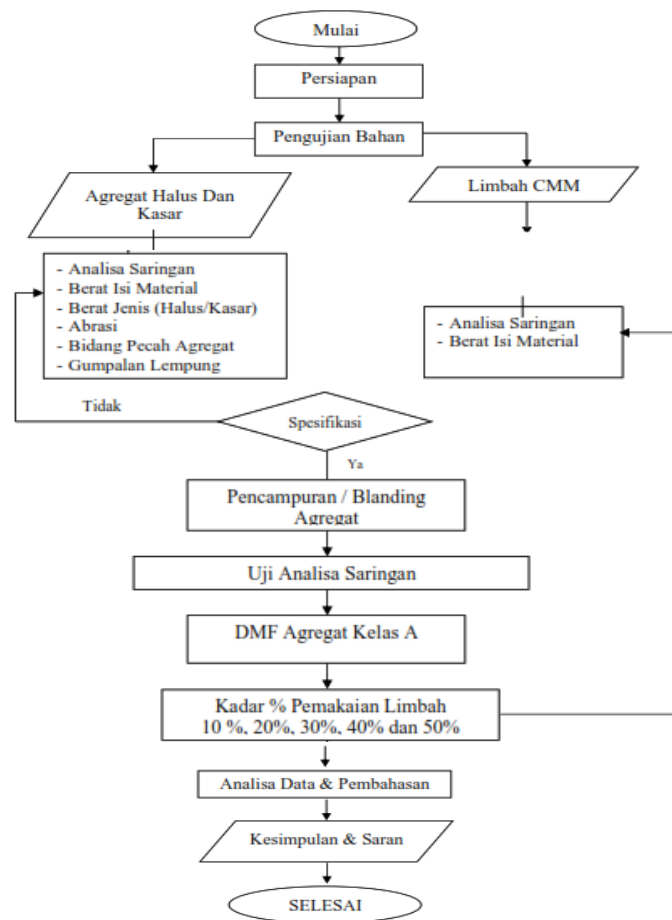 Mulai
Persiapan
Pengujian Bahan
Agregat Halus Dan
Kasar
Limbah CMM
- Analisa Saringan
- Berat Isi Material
- Berat Jenis (Halus/Kasar)
- Abrasi
- Bidang Pecah Agregat
- Gumpalan Lempung
- Analisa Saringan
- Berat Isi Material
Tidak
Spesifikasi
Ya
Pencampuran / Blanding
Agregat
Uji Analisa Saringan
DMF Agregat Kelas A
Kadar % Pemakaian Limbah
10 %, 20%, 30%, 40% dan 50%
Analisa Data & Pembahasan
Kesimpulan & Saran
SELESAI